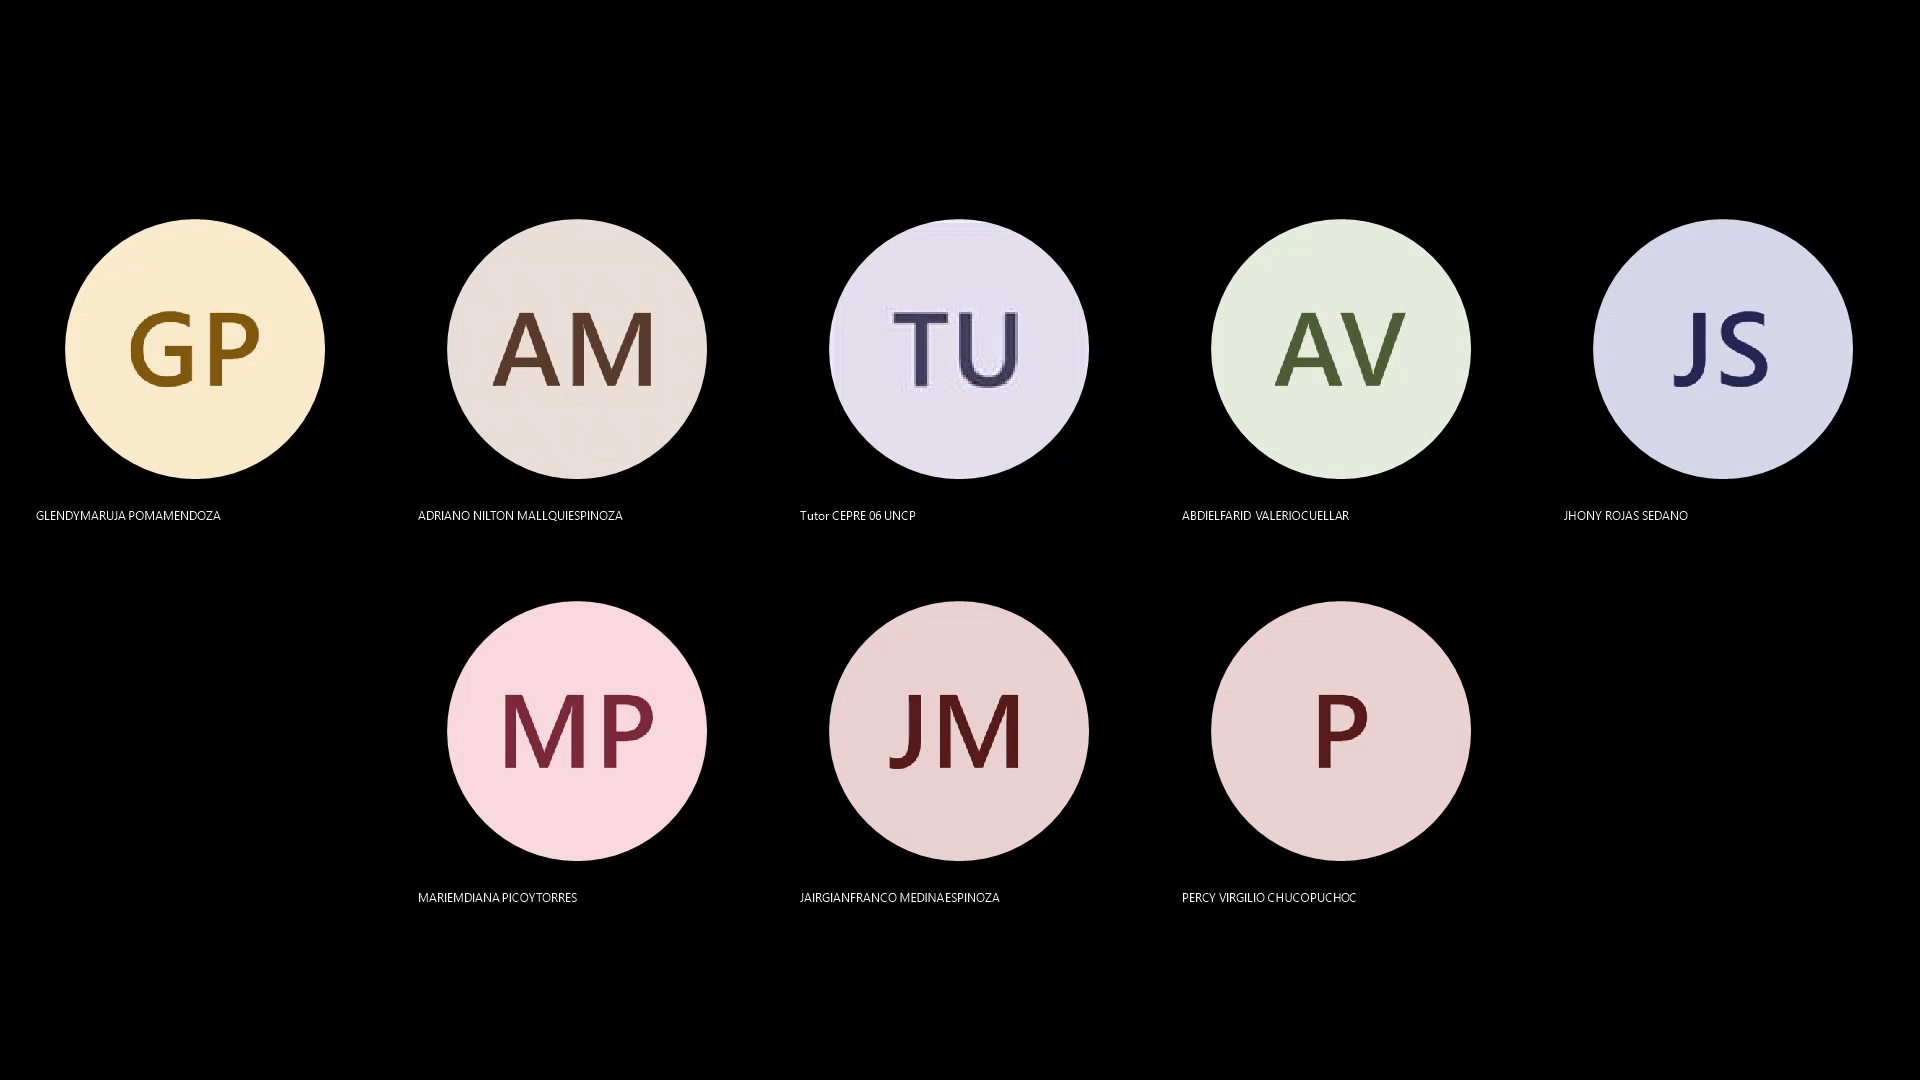 GP
AM
TU
AV
JS
GLENDYMARUJA POMAMENDOZA
ADRIANO NILTON MALLQUIESPINOZA
Tutor CEPRE 06 UNCP
ABDIELFARID VALERIOCUELLAR
JHONY ROJAS SEDANO
MP
JM
P
MARIEMDIANA PICOYTORRES
JAIRGIANFRANCO MEDINAESPINOZA
PERCY VIRGILIO CHUCOPUCHOC